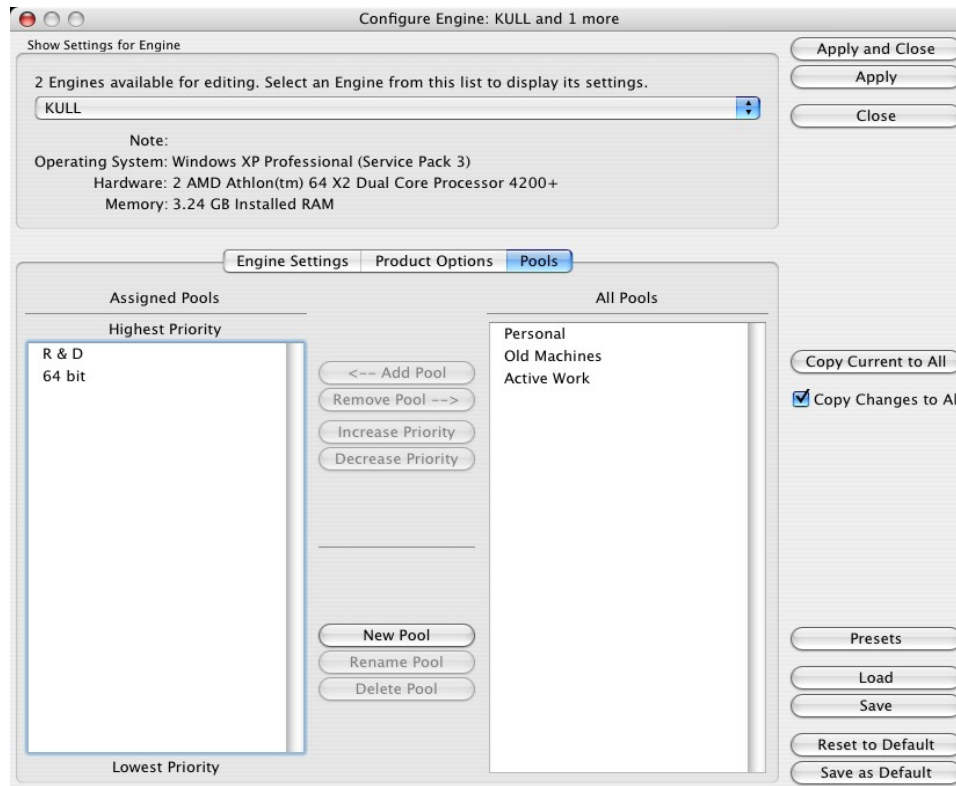 Configure Engine: KULL and 1 more
Show Settings for Engine
2 Engines available for editing. Select an Engine from this list to display its settings.
KULL
Note:
Operating System: Windows XP Professional (Service Pack 3)
Hardware: 2 AMD Athlon(tm) 64 X2 Dual Core Processor 4200+
Memory: 3.24 GB Installed RAM
Apply and Close
Apply
Close
Engine Settings
Product Options
Pools
Assigned Pools
Highest Priority
R & D
64 bit
Lowest Priority
<-- Add Pool
Remove Pool -->
Increase Priority
Decrease Priority
New Pool
Rename Pool
Delete Pool
All Pools
Personal
Old Machines
Active Work
Copy Current to All
Copy Changes to Al
Presets
Load
Save
Reset to Default
Save as Default